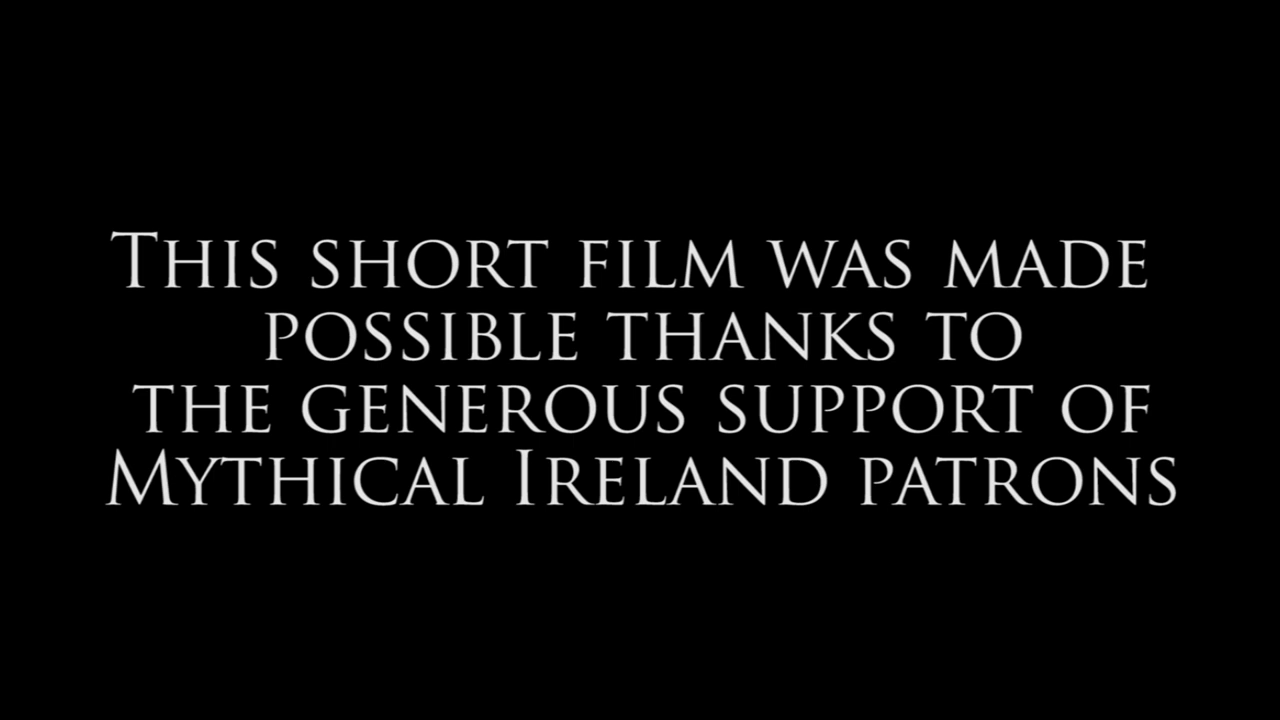 This short film was made
possible thanks to
the generous support of
Mythical Ireland patrons